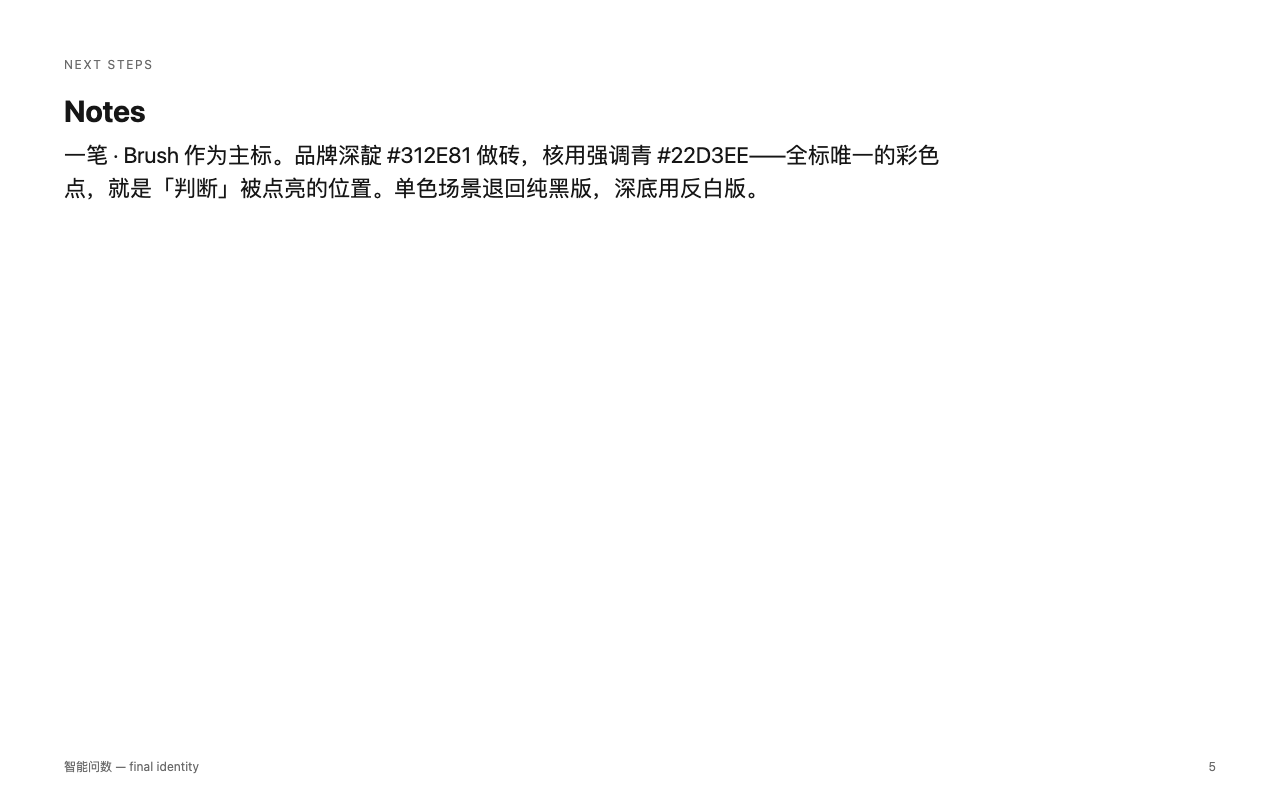 NEXT STEPS
Notes
一笔 · Brush 作为主标。品牌深靛 #312E81 做砖，核用强调青 #22D3EE——全标唯一的彩色
点，就是「判断」被点亮的位置。单色场景退回纯黑版，深底用反白版。
智能问数 — final identity
5